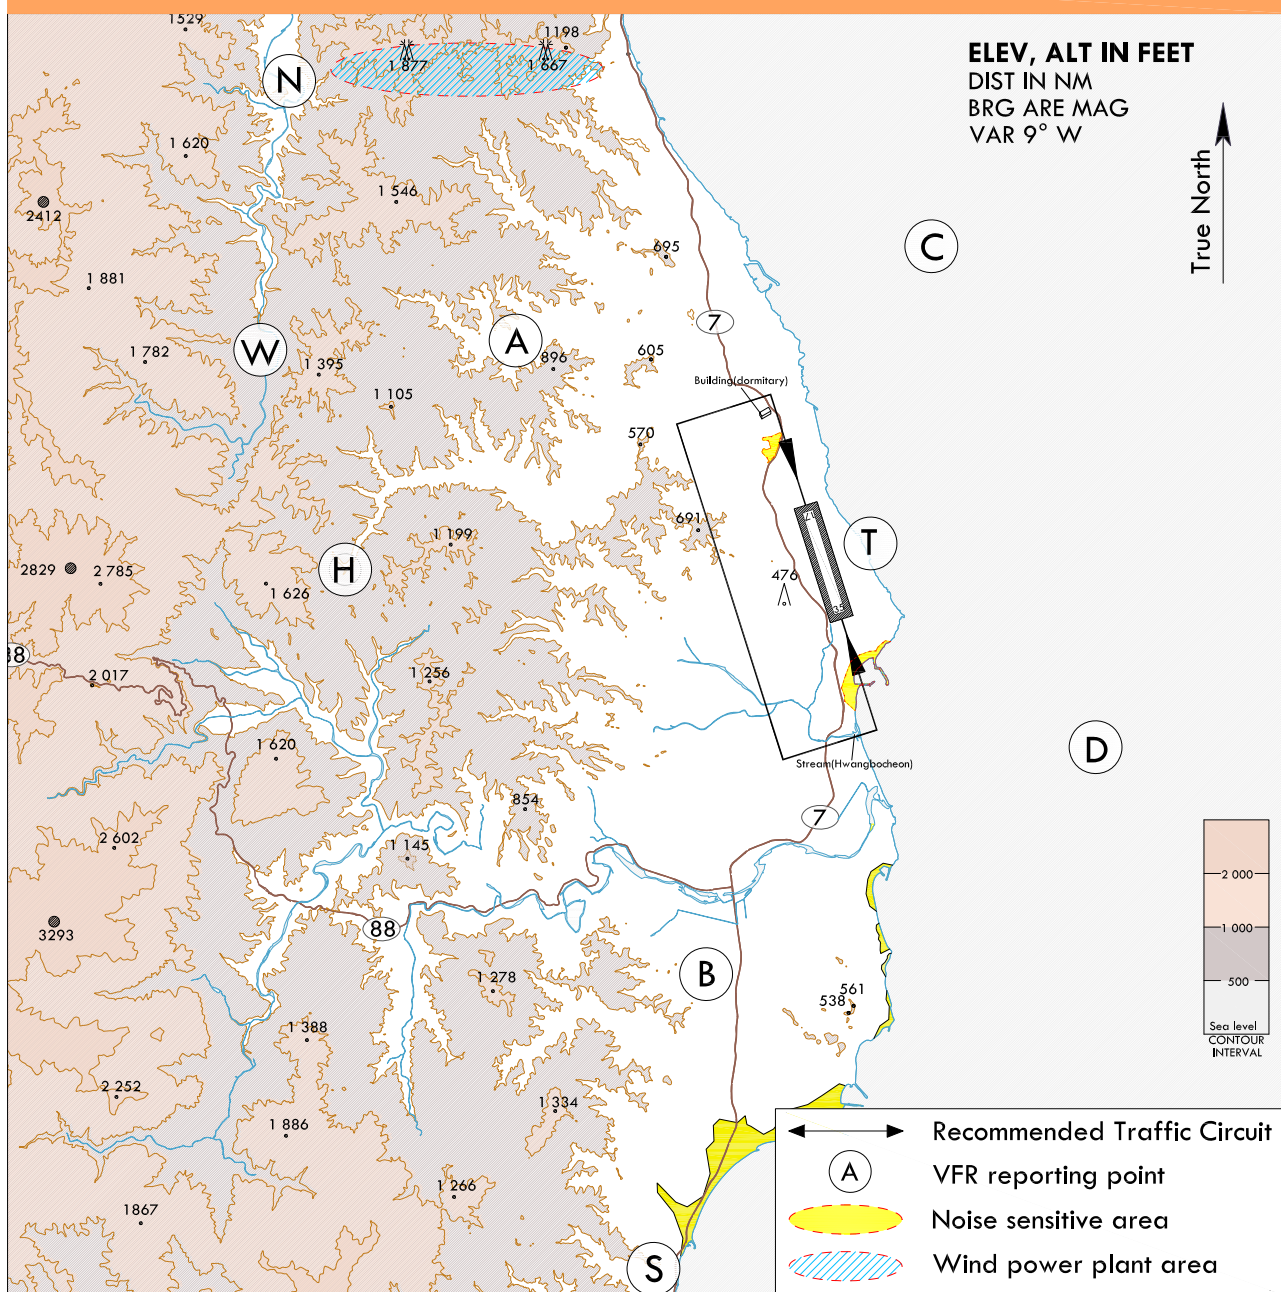 1529
1198
ELEV, ALT IN FEET
DIST IN NM
BRG ARE MAG
VAR 9° W
True North
N
1 877
1 667
1 620
1 546
2412
695
C
1 881
7
A
W
1 782
1 395
896
605
1 105
Building(dormitary)
570
691
17
T
1 199
H
2829
2 785
1 626
476
35
88
2 017
1 256
1 620
D
Stream(Hwangbocheon)
854
7
2 602
1 145
2 000
88
3293
1 000
B
1 278
500
561
538
Sea level
CONTOUR
INTERVAL
1 388
2 252
1 334
1 886
Recommended Traffic Circuit
A
VFR reporting point
1 266
1867
Noise sensitive area
S
Wind power plant area